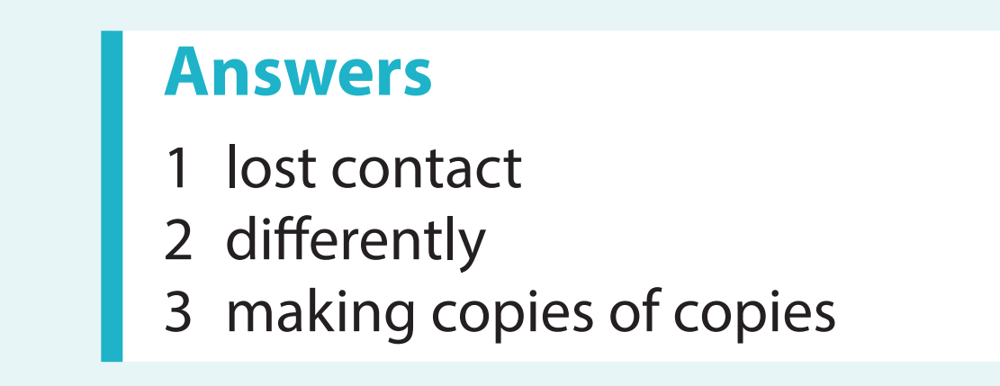 Answers
1 lost contact
2 differently
3 making copies of copies